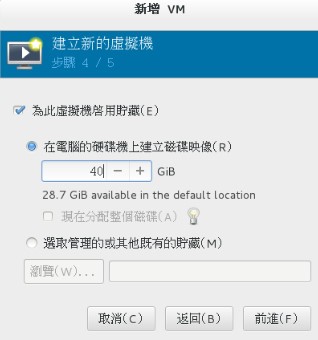 新增 VM
建立新的虛擬機
步驟 4 / 5
為此虛擬機啓用貯藏(E)
在電腦的硬碟機上建立磁碟映像(R)
40 − + GiB
28.7 GiB available in the default location
現在分配整個磁碟(A)
選取管理的或其他既有的貯藏(M)
瀏覽(W)...
取消(C) 返回(B) 前進(F)